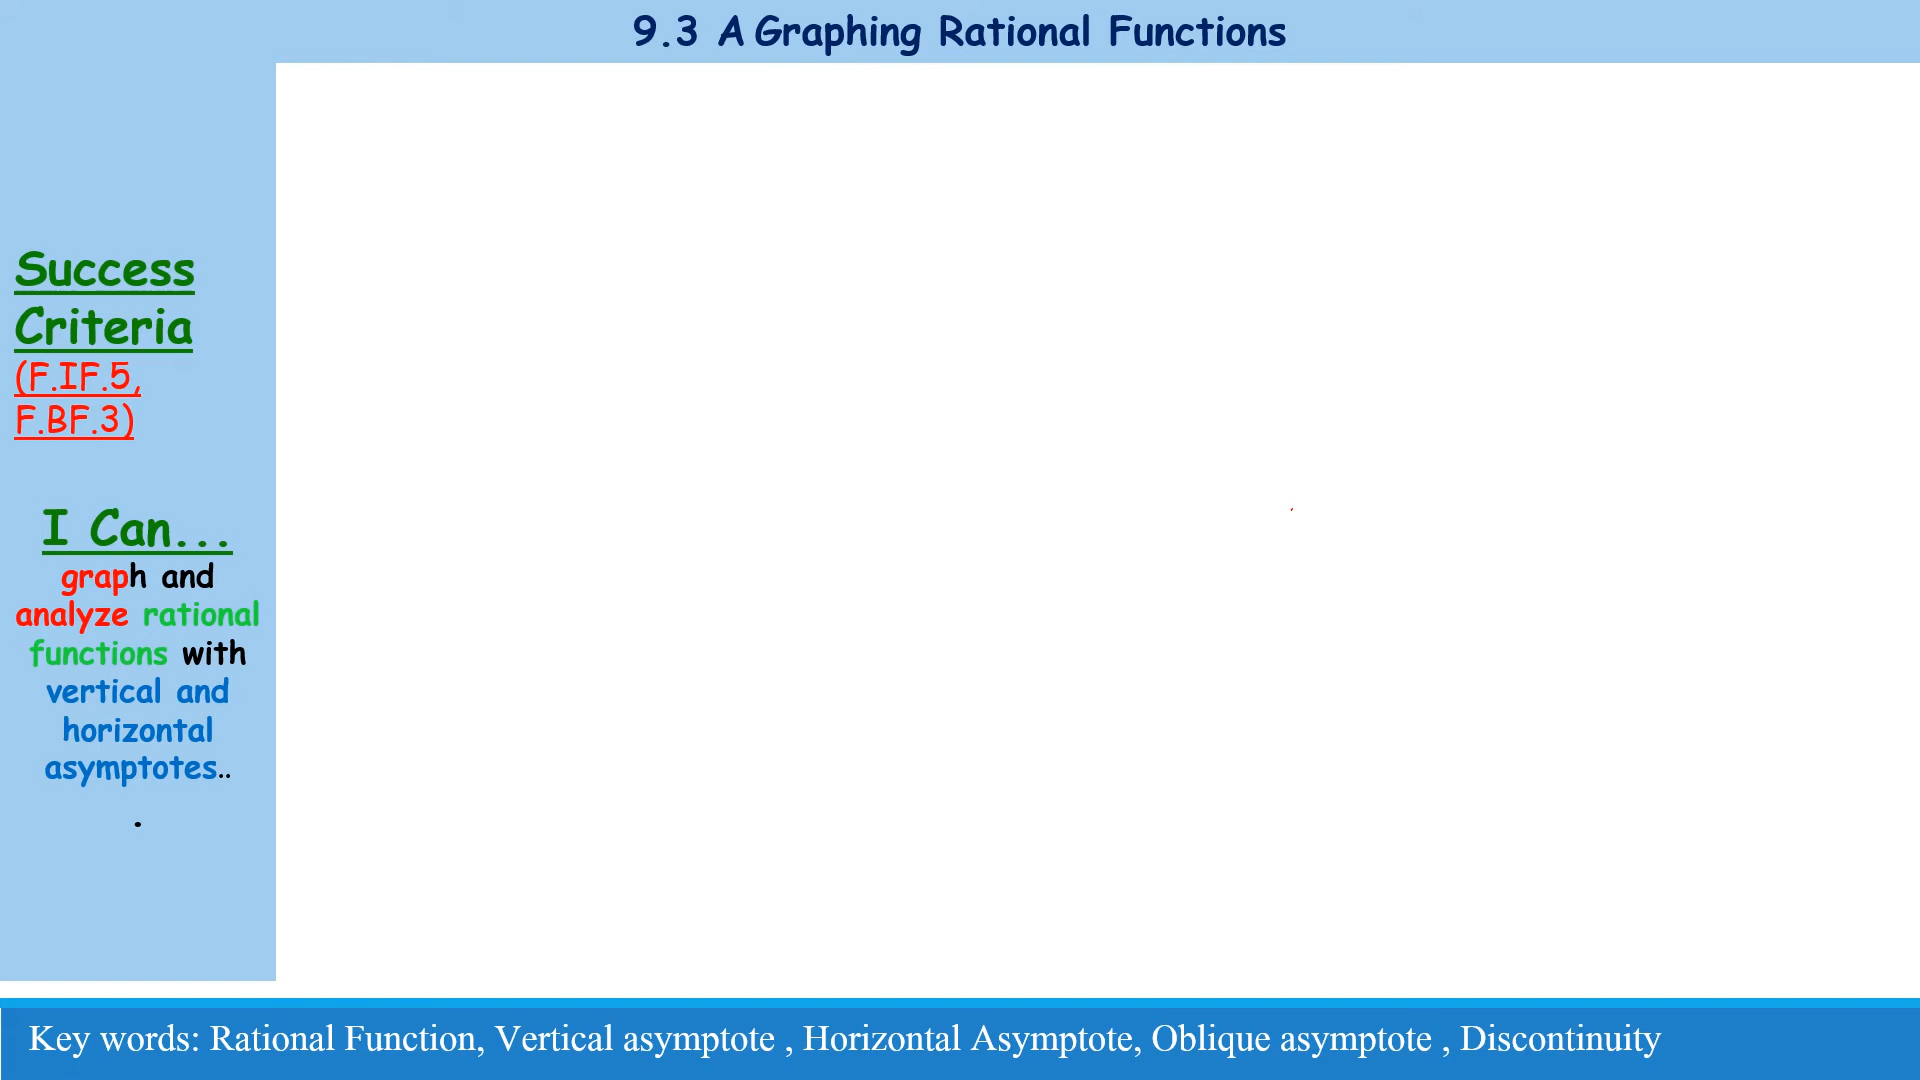 9.3 A Graphing Rational Functions
Success
Criteria
(F.IF.5,
F.BF.3)
I Can...
graph and
analyze rational
functions with
vertical and
horizontal
asymptotes..
.
Key words: Rational Function, Vertical asymptote , Horizontal Asymptote, Oblique asymptote , Discontinuity